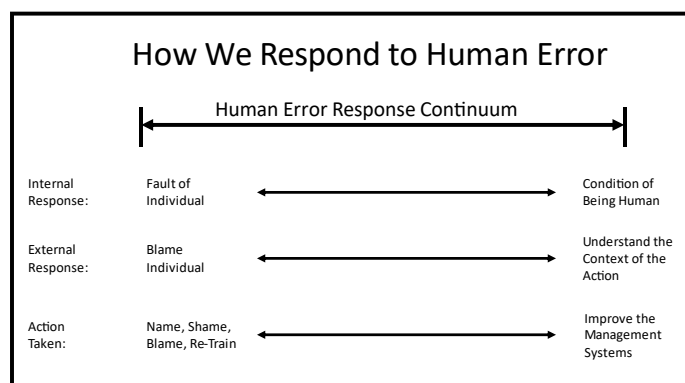 How We Respond to Human Error
Human Error Response Continuum
Internal
Response:
Fault of
Individual
Condition of
Being Human
External
Response:
Blame
Individual
Understand the
Context of the
Action
Action
Taken:
Name, Shame,
Blame, Re-Train
Improve the
Management
Systems